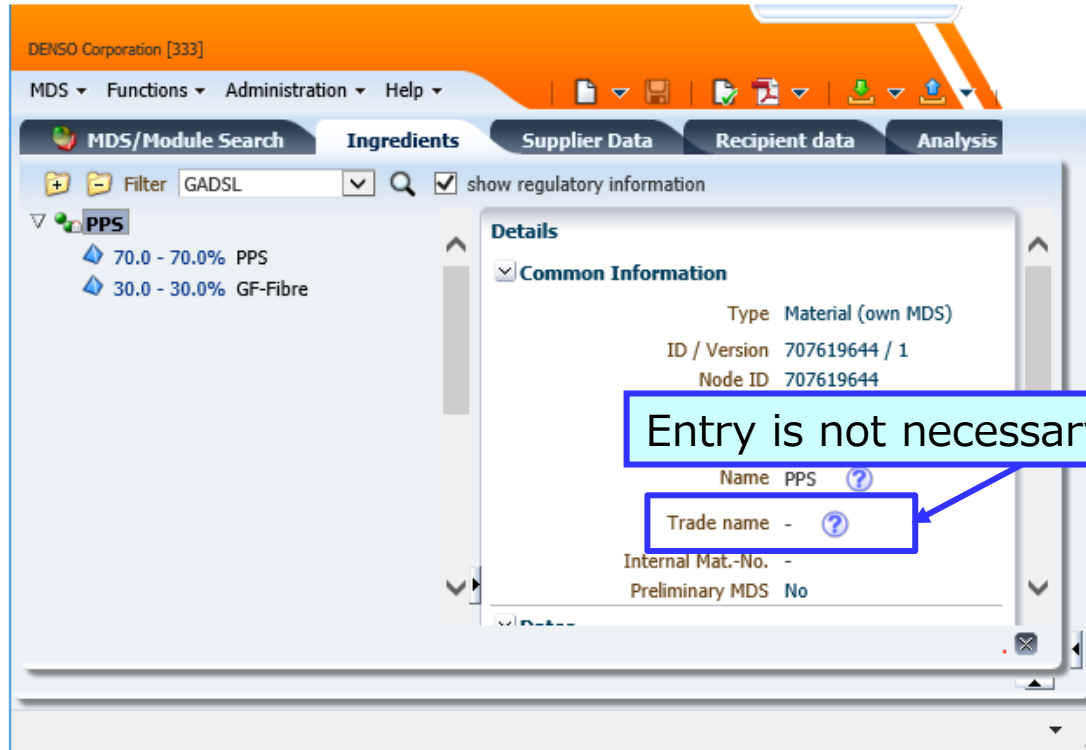 DENSO Corporation [333]
MDS Functions Administration Help
MDS/Module Search Ingredients Supplier Data Recipient data Analysis
Filter GADSL show regulatory information
PPS
70.0 - 70.0% PPS
30.0 - 30.0% GF-Fibre
Details
Common Information
Type Material (own MDS)
ID / Version 707619644 / 1
Node ID 707619644
Entry is not necessary
Name PPS ?
Trade name - ?
Internal Mat.-No. -
Preliminary MDS No